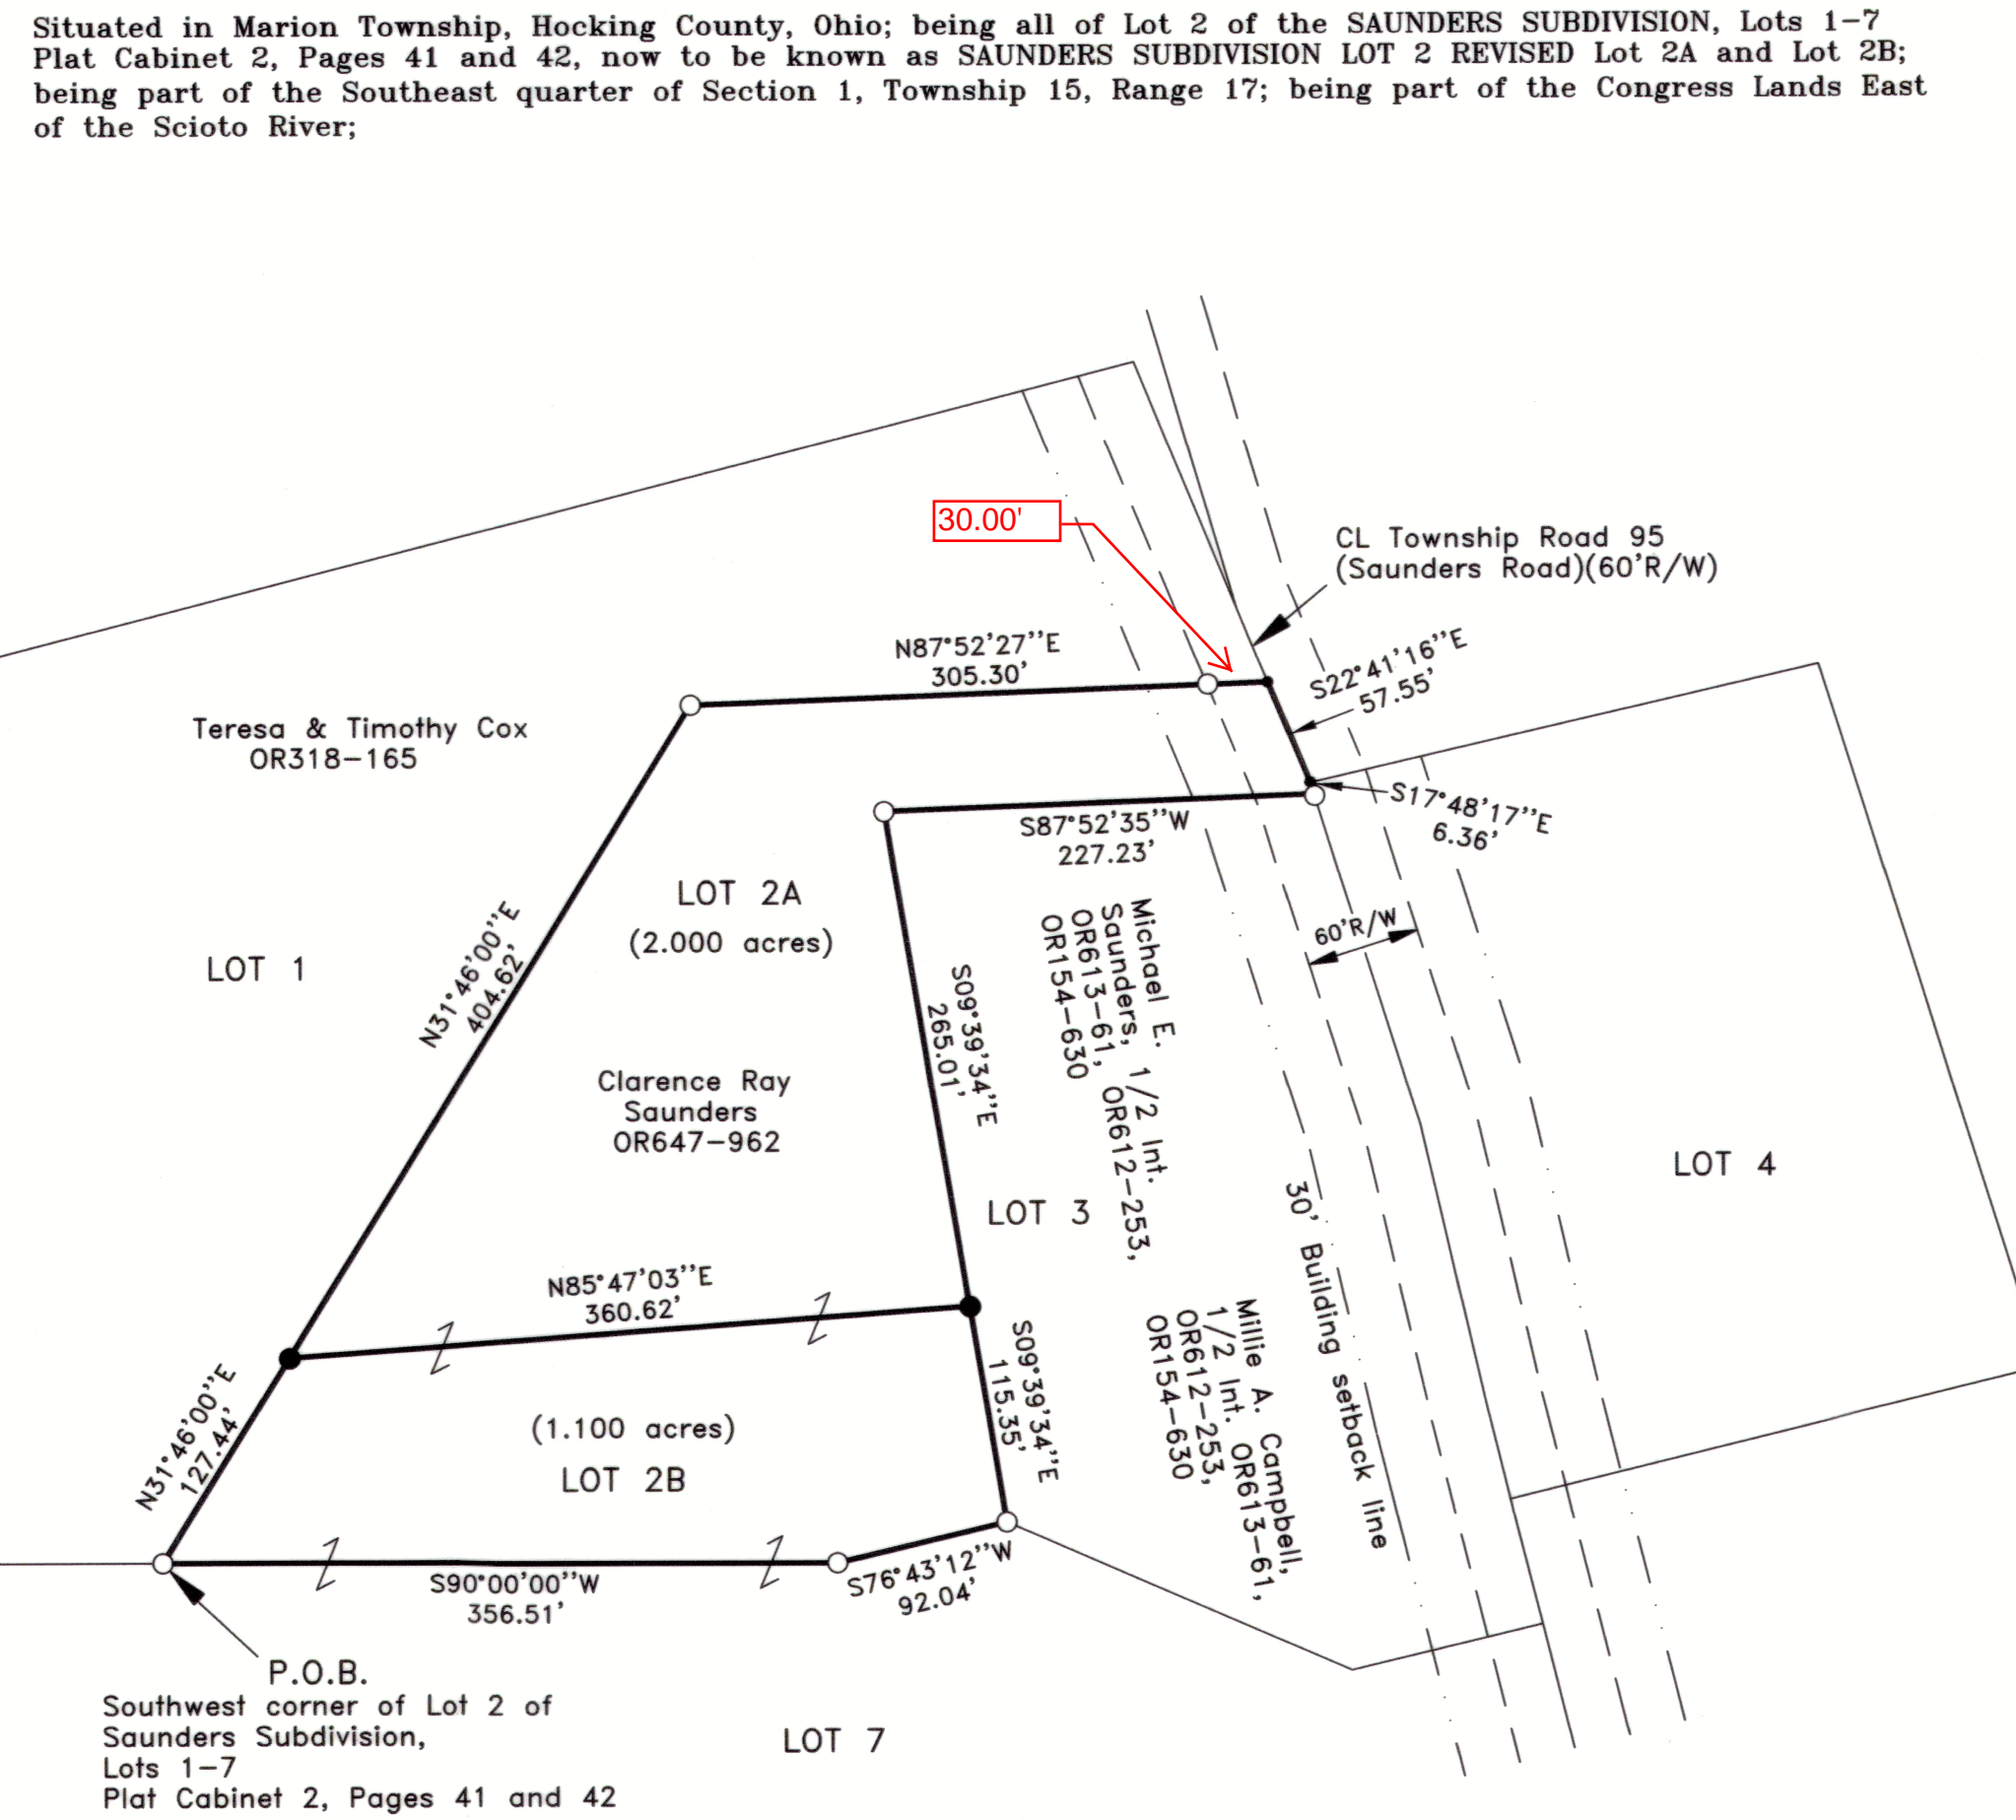 Situated in Marion Township, Hocking County, Ohio; being all of Lot 2 of the SAUNDERS SUBDIVISION, Lots 1-7
Plat Cabinet 2, Pages 41 and 42, now to be known as SAUNDERS SUBDIVISION LOT 2 REVISED Lot 2A and Lot 2B;
being part of the Southeast quarter of Section 1, Township 15, Range 17; being part of the Congress Lands East
of the Scioto River;
30.00'
CL Township Road 95
(Saunders Road)(60'R/W)
N87°52'27''E
305.30'
S22°41'16''E
57.55'
Teresa & Timothy Cox
OR318-165
S17°48'17''E
6.36'
S87°52'35''W
227.23'
LOT 2A
(2.000 acres)
LOT 1
N31°46'00''E
404.62'
S09°39'34''E
265.01'
Michael E.
Saunders, 1/2 Int.
OR613-61, OR612-253,
OR154-630
60'R/W
Clarence Ray
Saunders
OR647-962
LOT 4
LOT 3
30' Building setback line
N85°47'03''E
360.62'
Millie A. Campbell,
1/2 Int. OR613-61,
OR612-253,
OR154-630
S09°39'34''E
115.35'
N31°46'00''E
127.44'
(1.100 acres)
LOT 2B
S90°00'00''W
356.51'
S76°43'12''W
92.04'
P.O.B.
Southwest corner of Lot 2 of
Saunders Subdivision,
Lots 1-7
Plat Cabinet 2, Pages 41 and 42
LOT 7